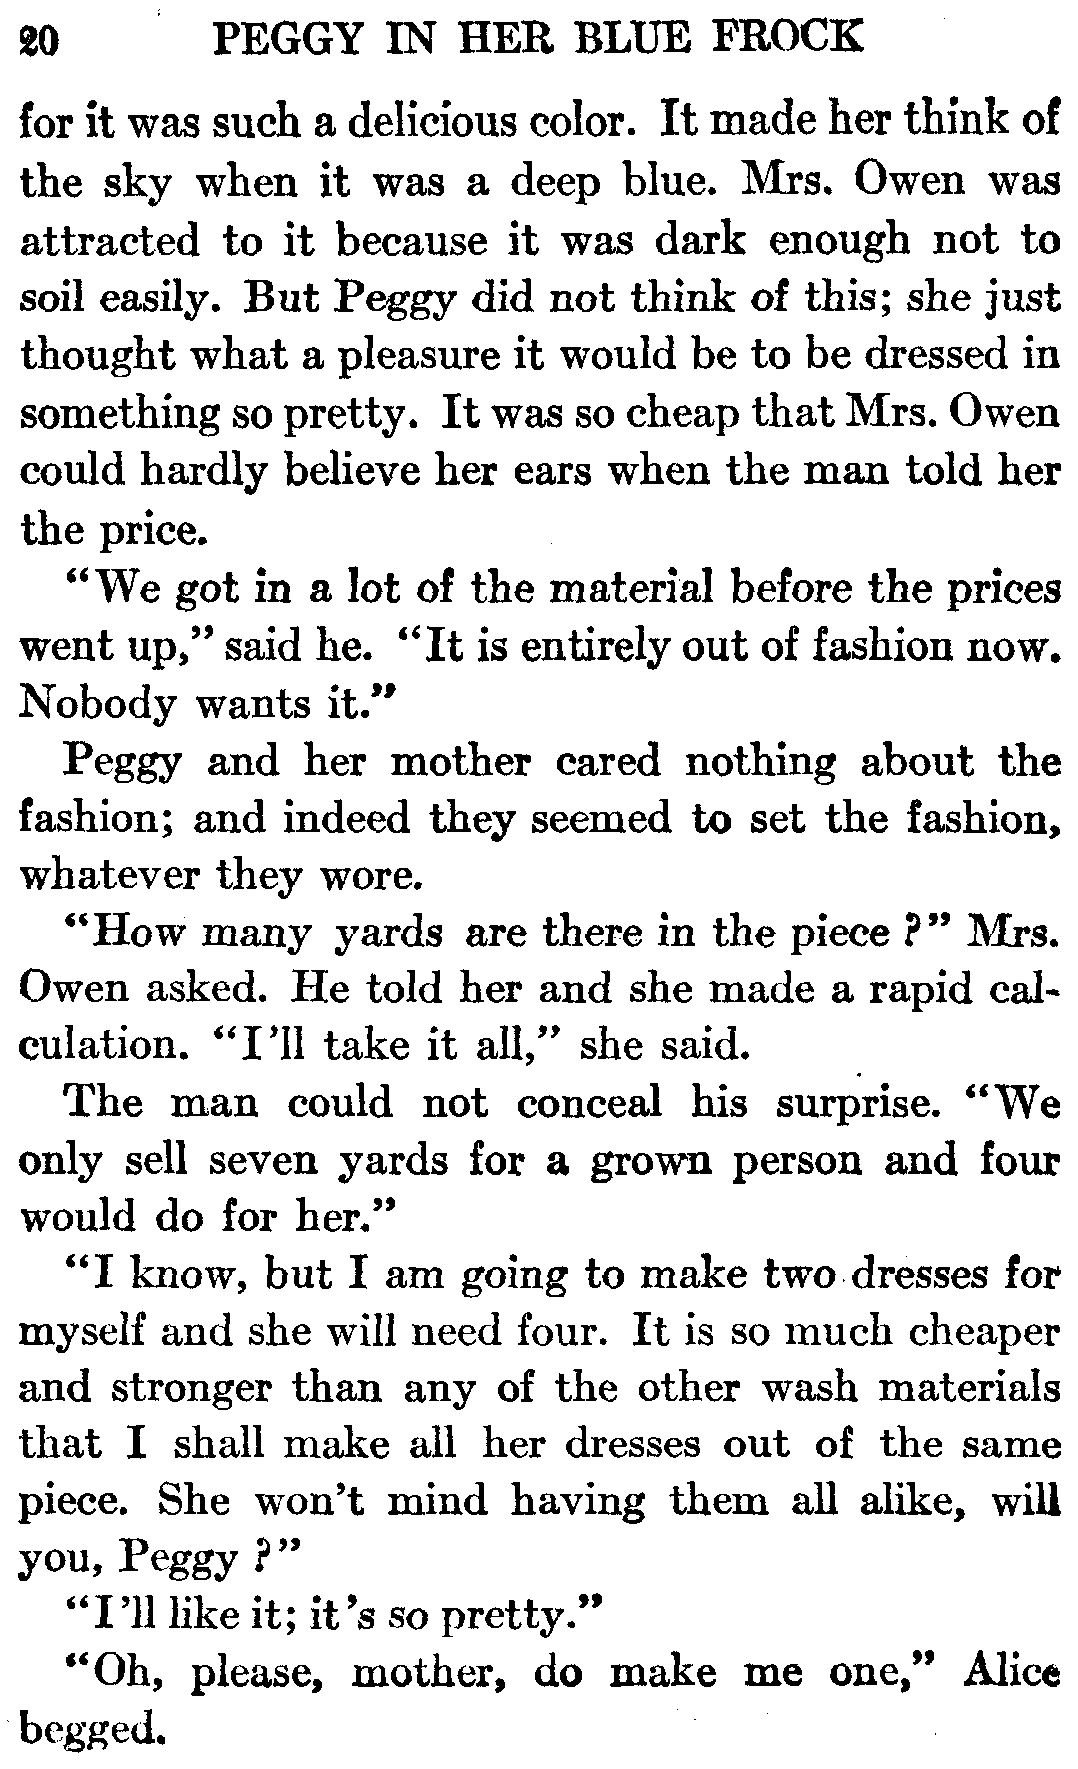 20 PEGGY IN HER BLUE FROCK
for it was such a delicious color. It made her think of
the sky when it was a deep blue. Mrs. Owen was
attracted to it because it was dark enough not to
soil easily. But Peggy did not think of this; she just
thought what a pleasure it would be to be dressed in
something so pretty. It was so cheap that Mrs. Owen
could hardly believe her ears when the man told her
the price.
“We got in a lot of the material before the prices
went up,” said he. “It is entirely out of fashion now.
Nobody wants it.”
Peggy and her mother cared nothing about the
fashion; and indeed they seemed to set the fashion,
whatever they wore.
“How many yards are there in the piece?” Mrs.
Owen asked. He told her and she made a rapid cal-
culation. “I'll take it all,” she said.
The man could not conceal his surprise. “We
only sell seven yards for a grown person and four
would do for her.”
“I know, but I am going to make two dresses for
myself and she will need four. It is so much cheaper
and stronger than any of the other wash materials
that I shall make all her dresses out of the same
piece. She won't mind having them all alike, will
you, Peggy?”
“I'll like it; it's so pretty.”
“Oh, please, mother, do make me one,” Alice
begged.